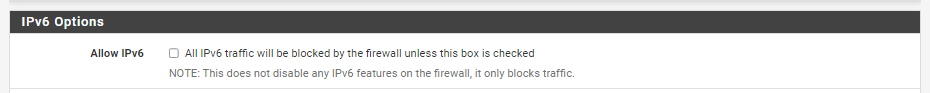 IPv6 Options
Allow IPv6 All IPv6 traffic will be blocked by the firewall unless this box is checked
NOTE: This does not disable any IPv6 features on the firewall, it only blocks traffic.